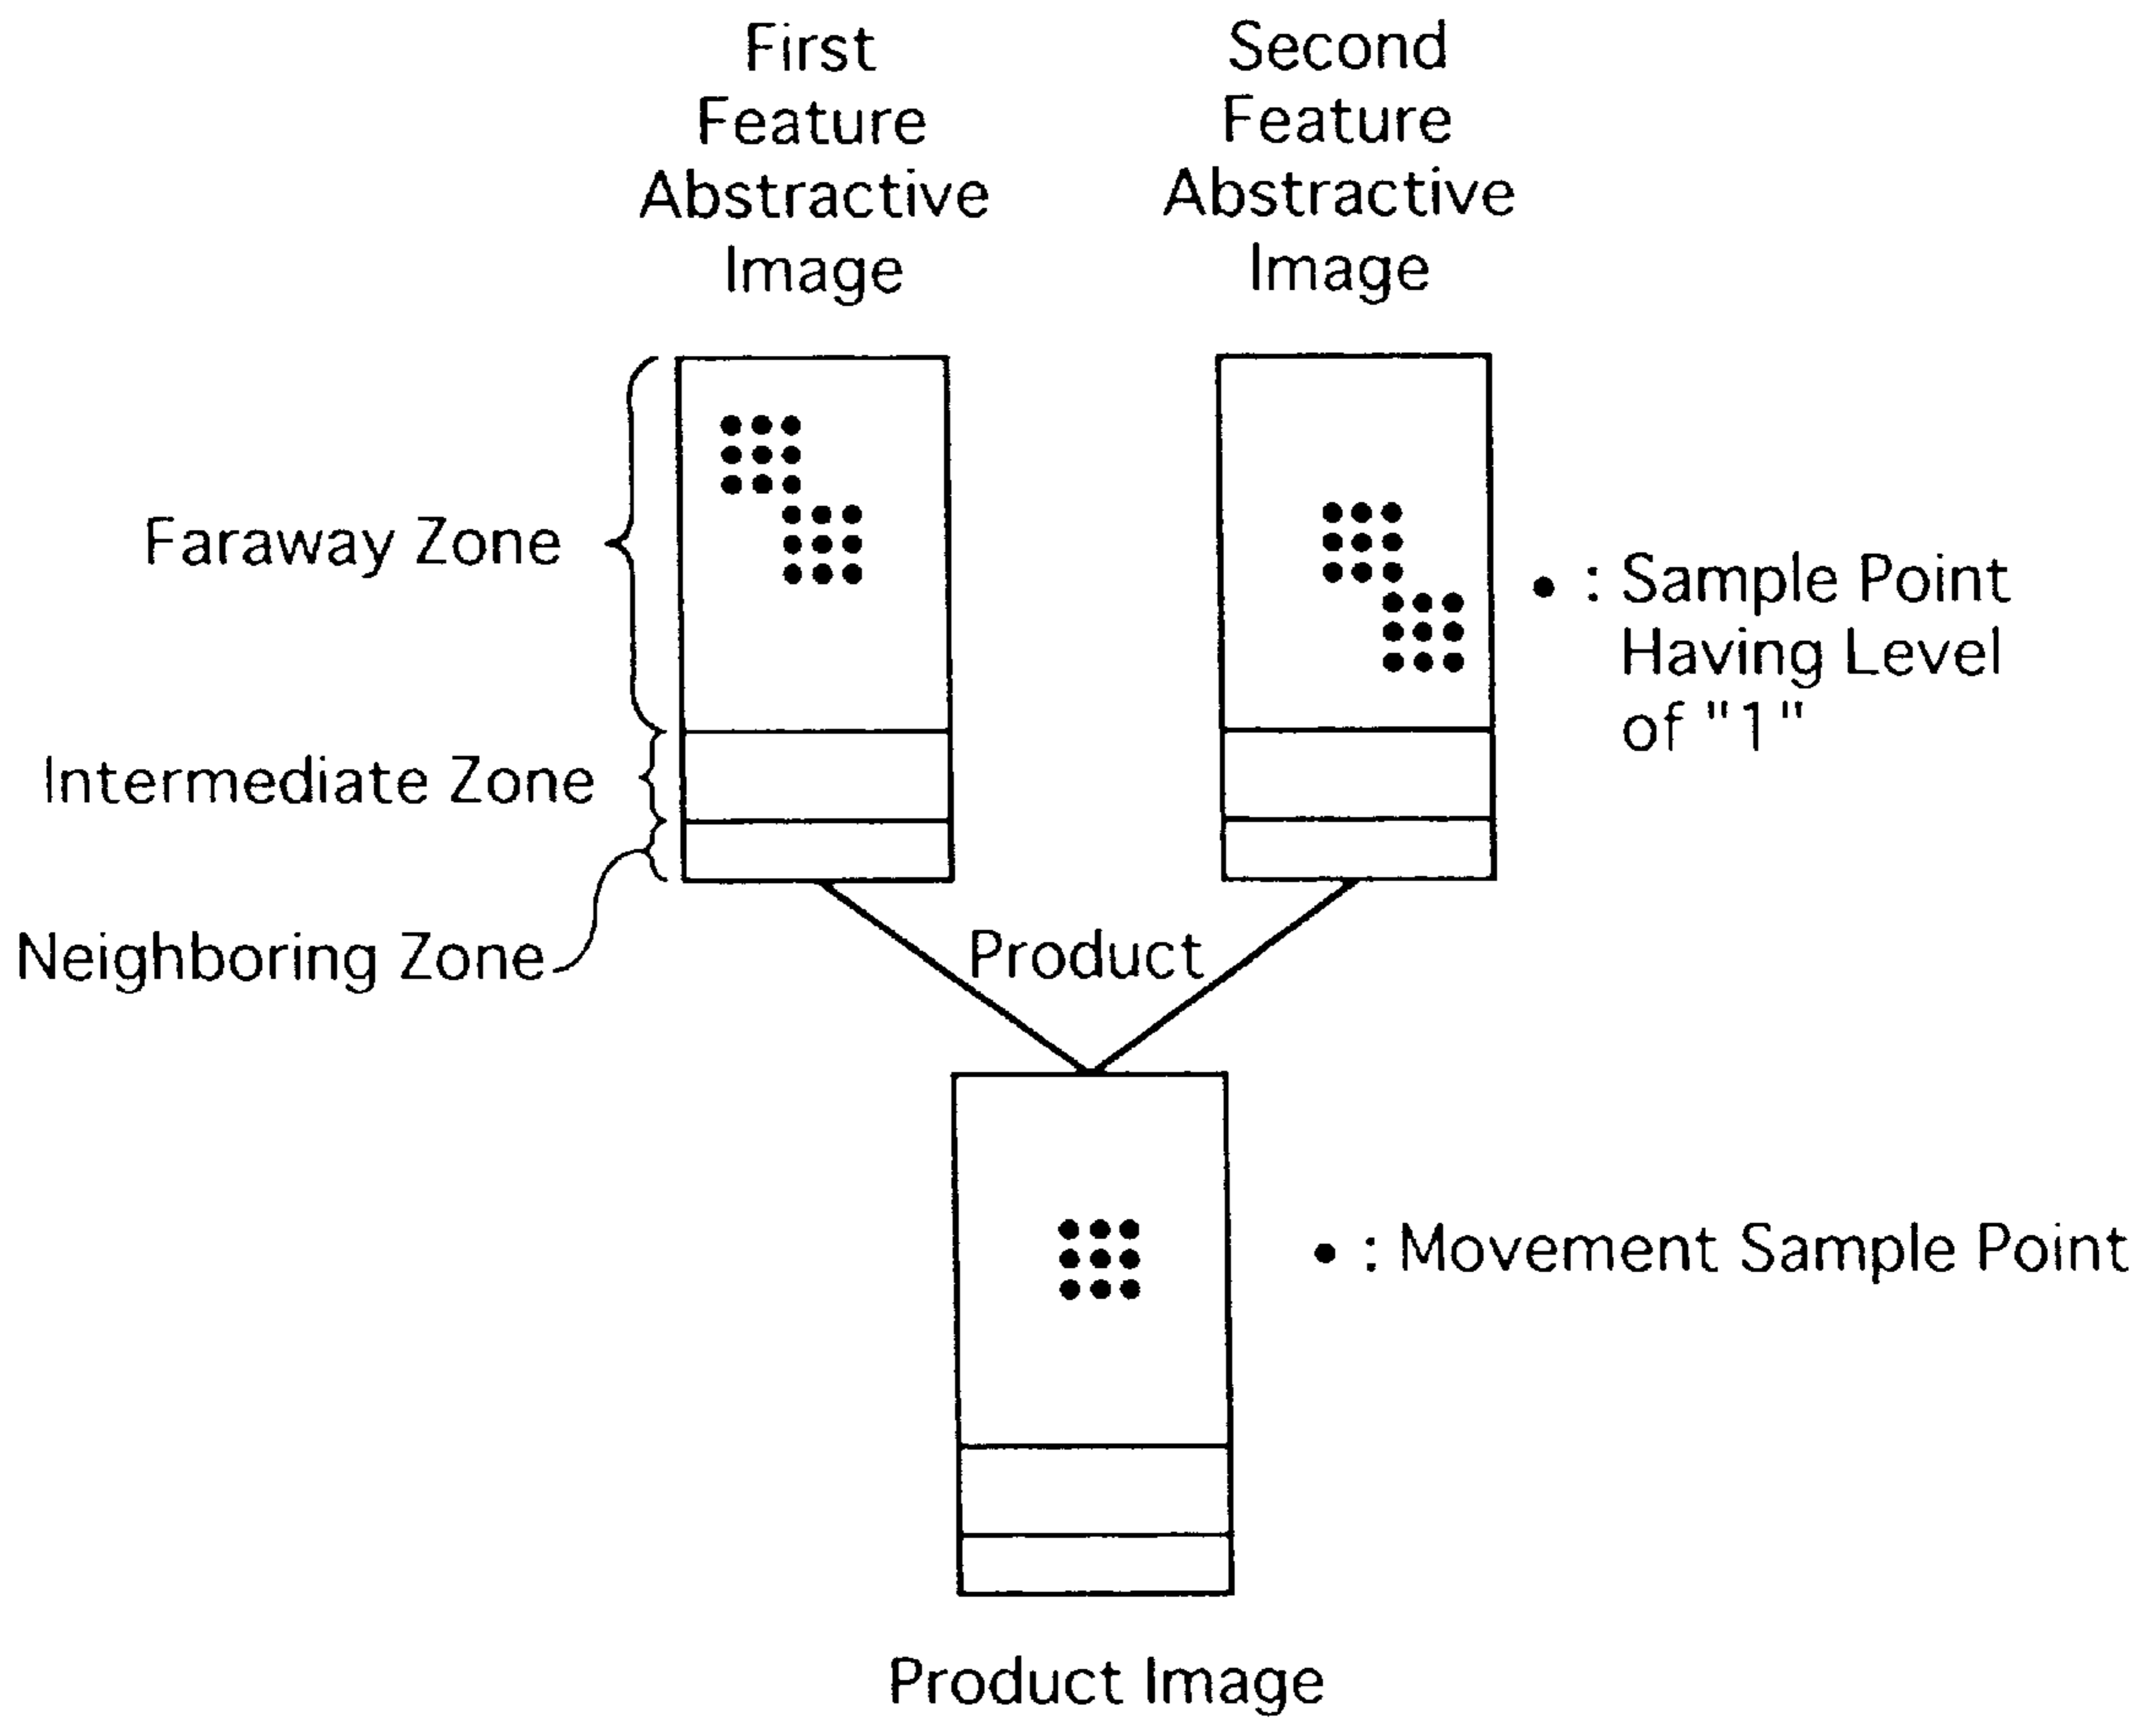 First
Feature
Abstractive
Image
Second
Feature
Abstractive
Image
Faraway Zone
Intermediate Zone
Neighboring Zone
: Sample Point
Having Level
of "1"
Product
: Movement Sample Point
Product Image